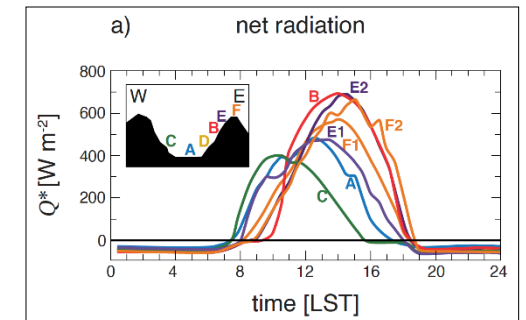 a) net radiation
Q* [W m-2]
800
600
400
200
0
W E
F
E
B
C A D
B
E2
E1
F1
F2
A
C
0 4 8 12 16 20 24
time [LST]